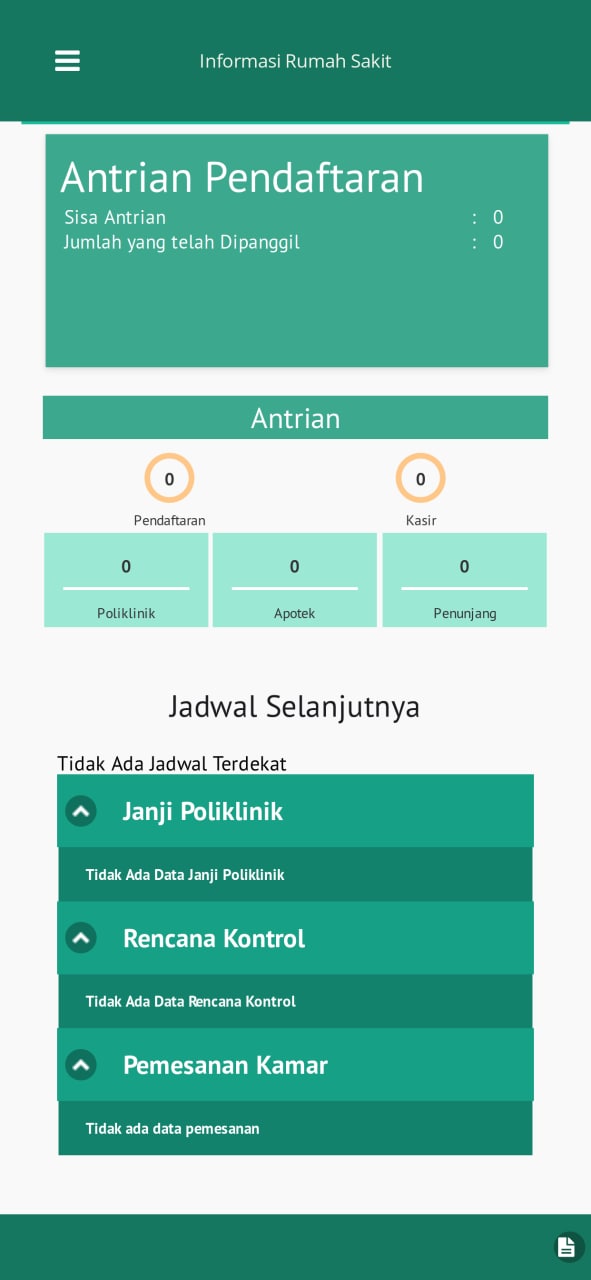 Informasi Rumah Sakit
Antrian Pendaftaran
Sisa Antrian : 0
Jumlah yang telah Dipanggil : 0
Antrian
0 0
Pendaftaran Kasir
0 0 0
Poliklinik Apotek Penunjang
Jadwal Selanjutnya
Tidak Ada Jadwal Terdekat
Janji Poliklinik
Tidak Ada Data Janji Poliklinik
Rencana Kontrol
Tidak Ada Data Rencana Kontrol
Pemesanan Kamar
Tidak ada data pemesanan